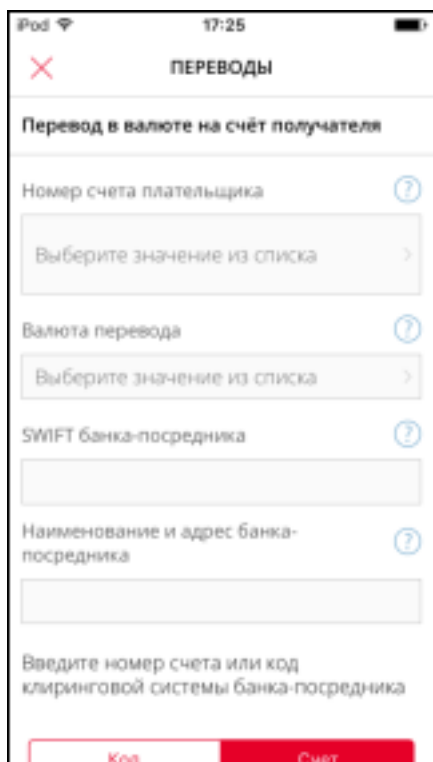 iPod 17:25
ПЕРЕВОДЫ
Перевод в валюте на счёт получателя
Номер счета плательщика ?
Выберите значение из списка
Валюта перевода ?
Выберите значение из списка
SWIFT банка-посредника ?
Наименование и адрес банка-
посредника ?
Введите номер счета или код
клиринговой системы банка-посредника
Код Счет